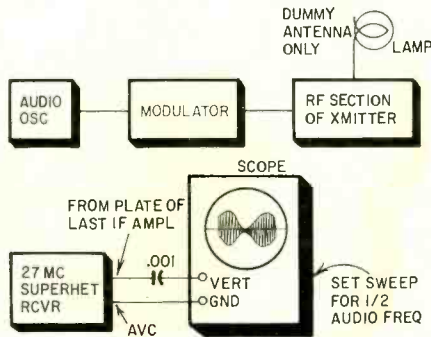 DUMMY
ANTENNA
ONLY
LAMP
AUDIO
OSC
MODULATOR
RF SECTION
OF XMITTER
SCOPE
FROM PLATE OF
LAST IF AMPL
.001
27 MC
SUPERHET
RCVR
VERT
GND
AVC
SET SWEEP
FOR 1/2
AUDIO FREQ